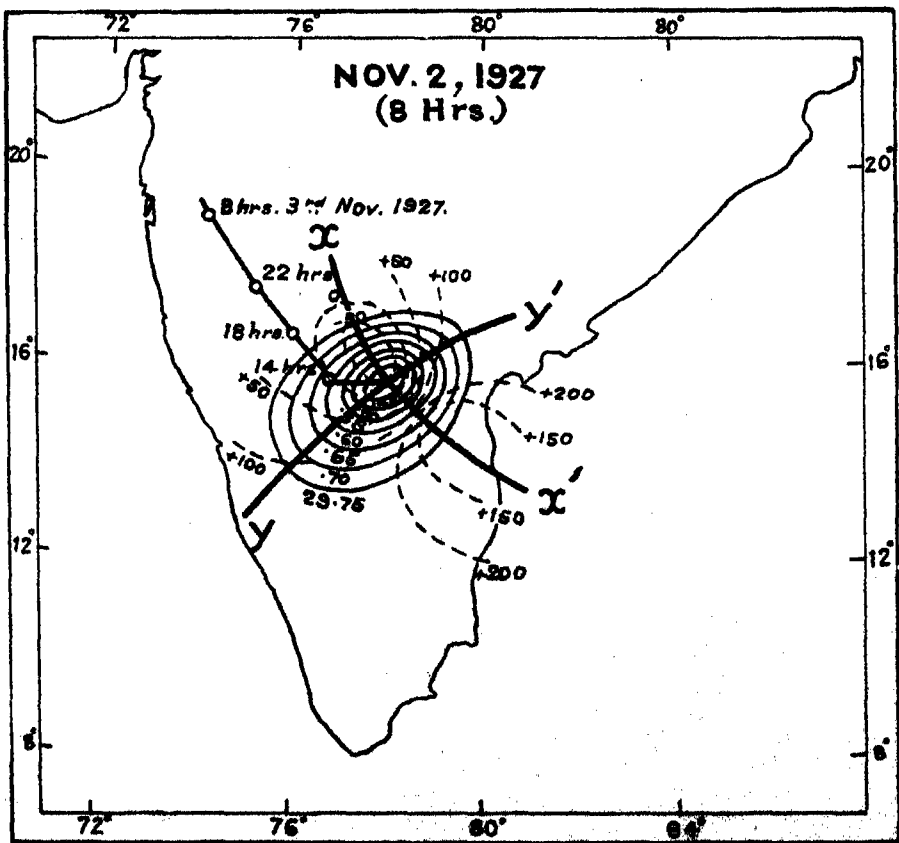 72° 76° 80° 80°
NOV. 2, 1927
(8 Hrs.)
20° 20°
8 hrs. 3rd Nov. 1927.
x
22 hrs
+50 +100
y'
18 hrs.
16° 16°
14 hrs
+50
+200
+150
.60
+100
.65
.70
29.75
x'
+150
y
12° 12°
+200
8° 8°
72° 76° 80° 84°